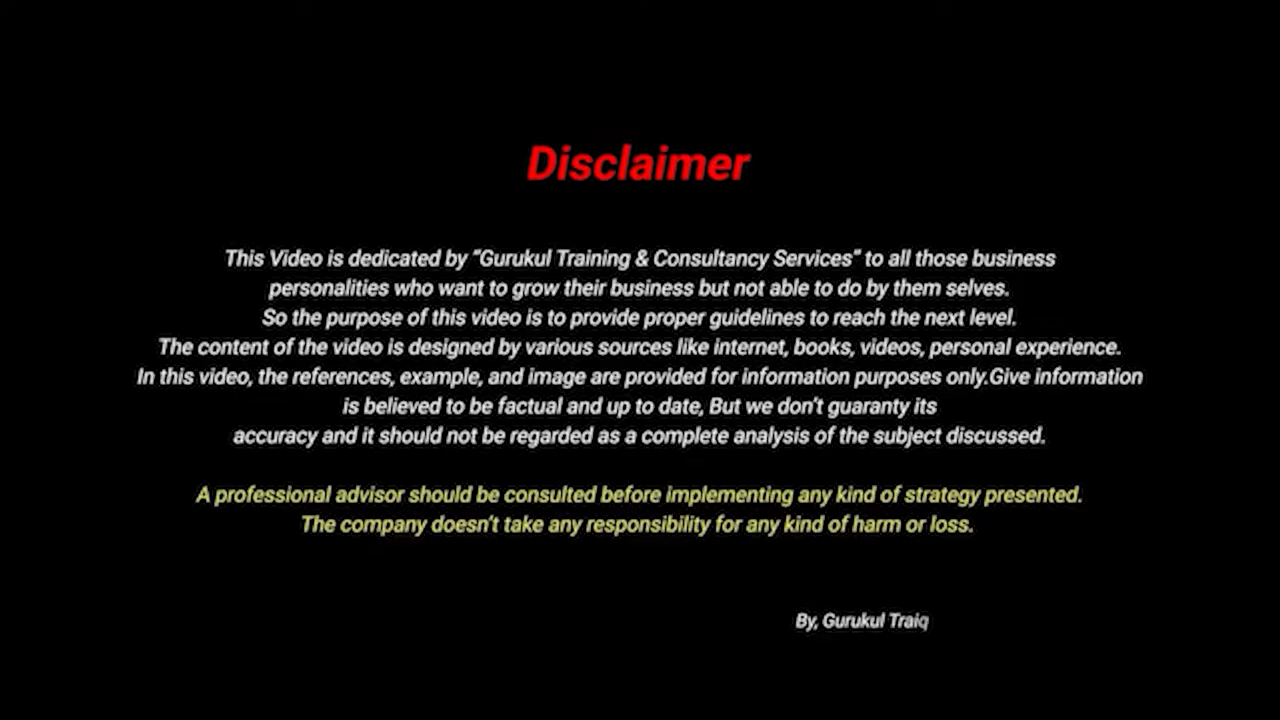 Disclaimer
This Video is dedicated by "Gurukul Training & Consultancy Services" to all those business
personalities who want to grow their business but not able to do by them selves.
So the purpose of this video is to provide proper guidelines to reach the next level.
The content of the video is designed by various sources like internet, books, videos, personal experience.
In this video, the references, example, and image are provided for information purposes only.Give information
is believed to be factual and up to date, But we don't guaranty its
accuracy and it should not be regarded as a complete analysis of the subject discussed.
A professional advisor should be consulted before implementing any kind of strategy presented.
The company doesn't take any responsibility for any kind of harm or loss.
By, Gurukul Traiq